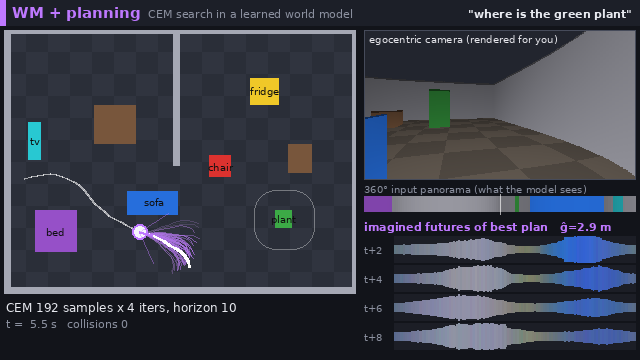 WM + planning CEM search in a learned world model "where is the green plant"
egocentric camera (rendered for you)
fridge
tv
chair
sofa
plant
bed
360° input panorama (what the model sees)
imagined futures of best plan ĝ=2.9 m
t+2
t+4
t+6
t+8
CEM 192 samples x 4 iters, horizon 10
t = 5.5 s collisions 0